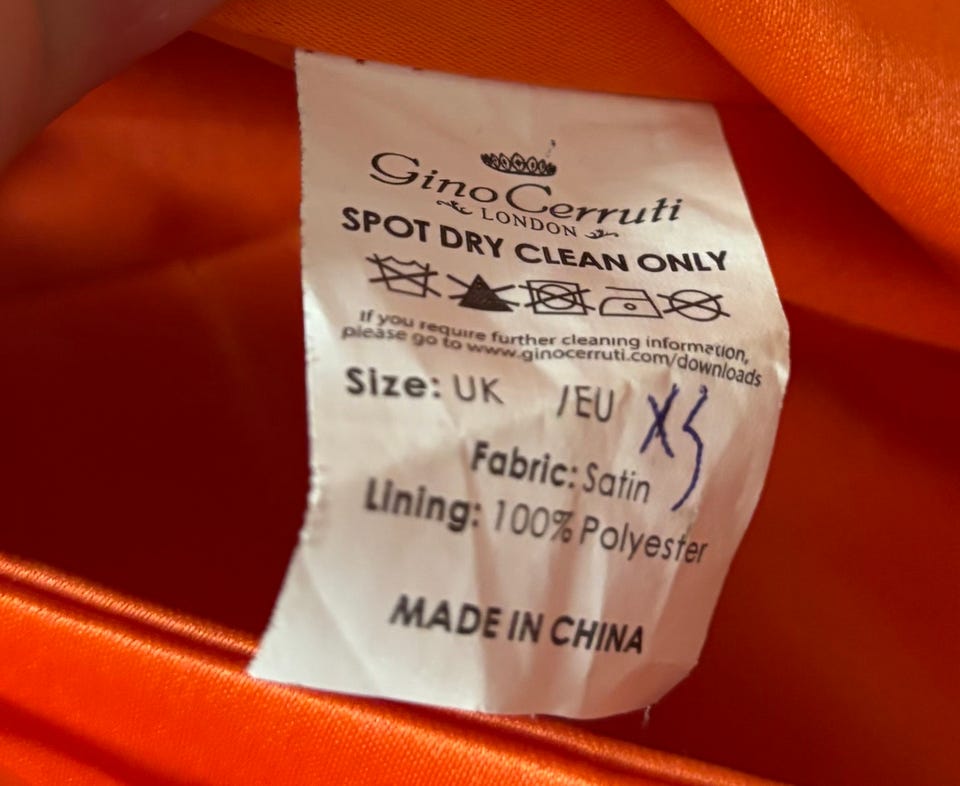 Gino Cerruti
LONDON
SPOT DRY CLEAN ONLY
If you require further cleaning information,
please go to www.ginocerruti.com/downloads
Size: UK /EU XS
Fabric: Satin
Lining: 100% Polyester
MADE IN CHINA